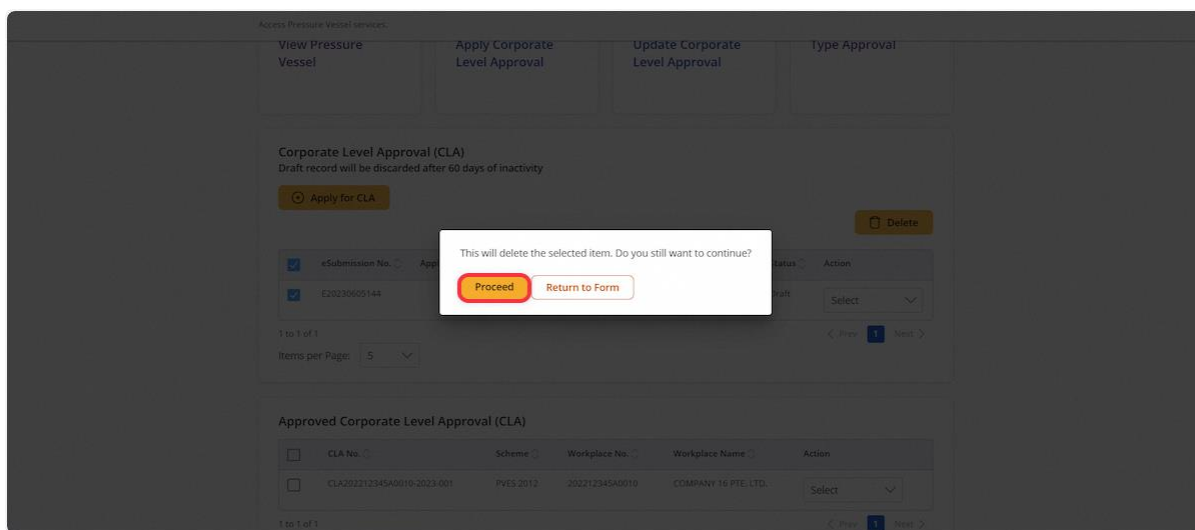 Access Pressure Vessel services.
View Pressure
Vessel
Apply Corporate
Level Approval
Update Corporate
Level Approval
Type Approval
Corporate Level Approval (CLA)
Draft record will be discarded after 60 days of inactivity
Apply for CLA
Delete
This will delete the selected item. Do you still want to continue?
Proceed Return to Form
eSubmission No. App Status Action
E20230605144 raft Select
1 to 1 of 1 < Prev 1 Next >
Items per Page: 5
Approved Corporate Level Approval (CLA)
CLA No. Scheme Workplace No. Workplace Name Action
CLA202212345A0010-2023-001 PVES 2012 202212345A0010 COMPANY 16 PTE. LTD. Select
1 to 1 of 1 < Prev 1 Next >